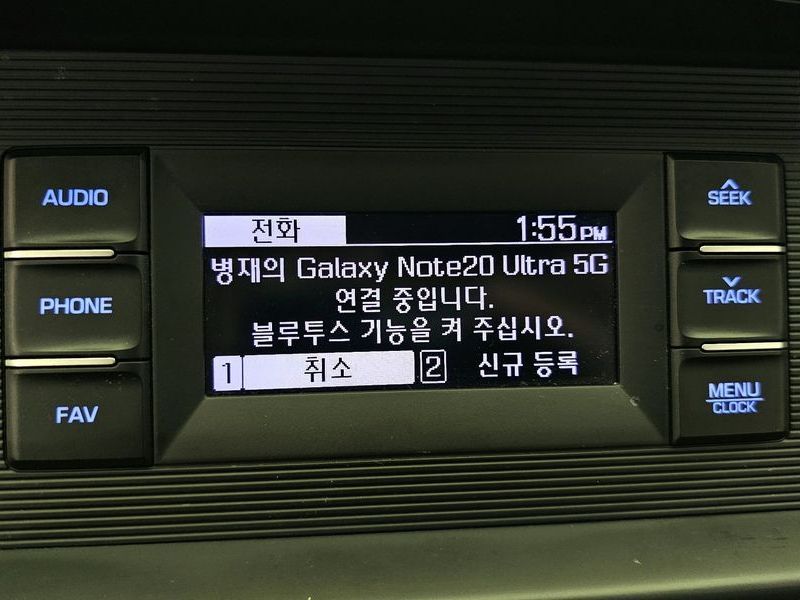 AUDIO
PHONE
FAV
전화 1:55 PM
병재의 Galaxy Note20 Ultra 5G
연결 중입니다.
블루투스 기능을 켜 주십시오.
1 취소 2 신규 등록
SEEK
TRACK
MENU
CLOCK